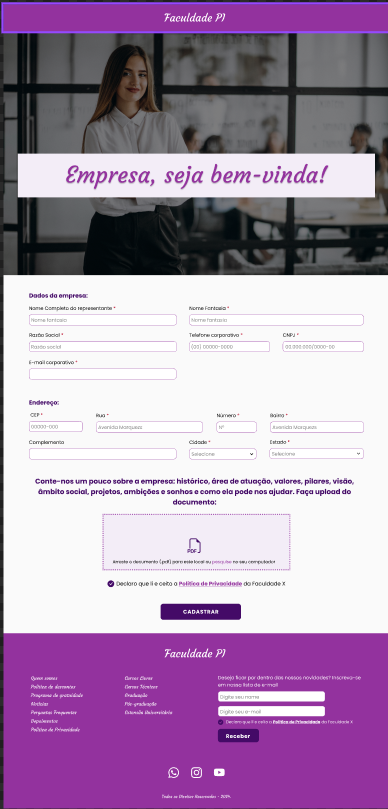 Faculdade PI
Empresa, seja bem-vinda!
Dados da empresa:
Nome Completo do representante * Nome Fantasia *
Nome fantasia Nome fantasia
Razão Social * Telefone corporativo * CNPJ *
Razão social (00) 00000-0000 00.000.000/0000-00
E-mail corporativo *
Endereço:
CEP * Rua * Número * Bairro *
00000-000 Avenida Marquesa Nº Avenida Marquesa
Complemento Cidade * Estado *
Selecione Selecione
Conte-nos um pouco sobre a empresa: histórico, área de atuação, valores, pilares, visão,
âmbito social, projetos, ambições e sonhos e como ela pode nos ajudar. Faça upload do
documento:
PDF
Arraste o documento (.pdf) para este local ou procure no seu computador
Declaro que li e ceito a Política de Privacidade da Faculdade X
CADASTRAR
Faculdade PI
Quem somos
Política de descontos
Programa de gratuidade
Notícias
Perguntas Frequentes
Depoimentos
Política de Privacidade
Cursos Livres
Cursos Técnicos
Graduação
Pós-graduação
Extensão Universitária
Deseja ficar por dentro das nossas novidades? Inscreva-se
em nossa lista de e-mail
Digite seu nome
Digite seu e-mail
Declaro que li e ceito a Política de Privacidade da Faculdade X
Receber
Todos os Direitos Reservados - 2024